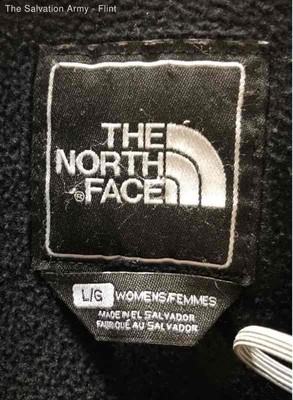 The Salvation Army - Flint
THE
NORTH
®FACE
L/G WOMENS/FEMMES
MADE IN EL SALVADOR
FABRIQUÉ AU SALVADOR